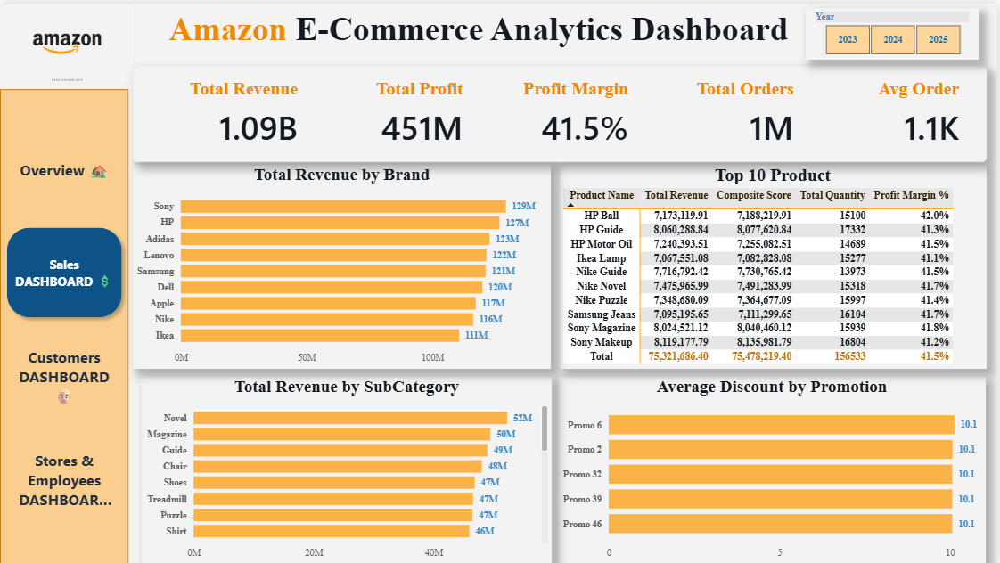 amazon
Amazon E-Commerce Analytics Dashboard
Year
2023 2024 2025
Total Revenue Total Profit Profit Margin Total Orders Avg Order
1.09B 451M 41.5% 1M 1.1K
Overview
Sales
DASHBOARD
Customers
DASHBOARD
Stores &
Employees
DASHBOAR...
Total Revenue by Brand
Sony 129M
HP 127M
Adidas 123M
Lenovo 122M
Samsung 121M
Dell 120M
Apple 117M
Nike 116M
Ikea 111M
0M 50M 100M
Top 10 Product
Product Name Total Revenue Composite Score Total Quantity Profit Margin %
HP Ball 7,173,119.91 7,188,219.91 15100 42.0%
HP Guide 8,060,288.84 8,077,620.84 17332 41.3%
HP Motor Oil 7,240,393.51 7,255,082.51 14689 41.5%
Ikea Lamp 7,067,551.08 7,082,828.08 15277 41.1%
Nike Guide 7,716,792.42 7,730,765.42 13973 41.5%
Nike Novel 7,475,965.99 7,491,283.99 15318 41.7%
Nike Puzzle 7,348,680.09 7,364,677.09 15997 41.4%
Samsung Jeans 7,095,195.65 7,111,299.65 16104 41.7%
Sony Magazine 8,024,521.12 8,040,460.12 15939 41.8%
Sony Makeup 8,119,177.79 8,135,981.79 16804 41.2%
Total 75,321,686.40 75,478,219.40 156533 41.5%
Total Revenue by SubCategory
Novel 52M
Magazine 50M
Guide 49M
Chair 48M
Shoes 47M
Treadmill 47M
Puzzle 47M
Shirt 46M
0M 20M 40M
Average Discount by Promotion
Promo 6 10.1
Promo 2 10.1
Promo 32 10.1
Promo 39 10.1
Promo 46 10.1
0 5 10